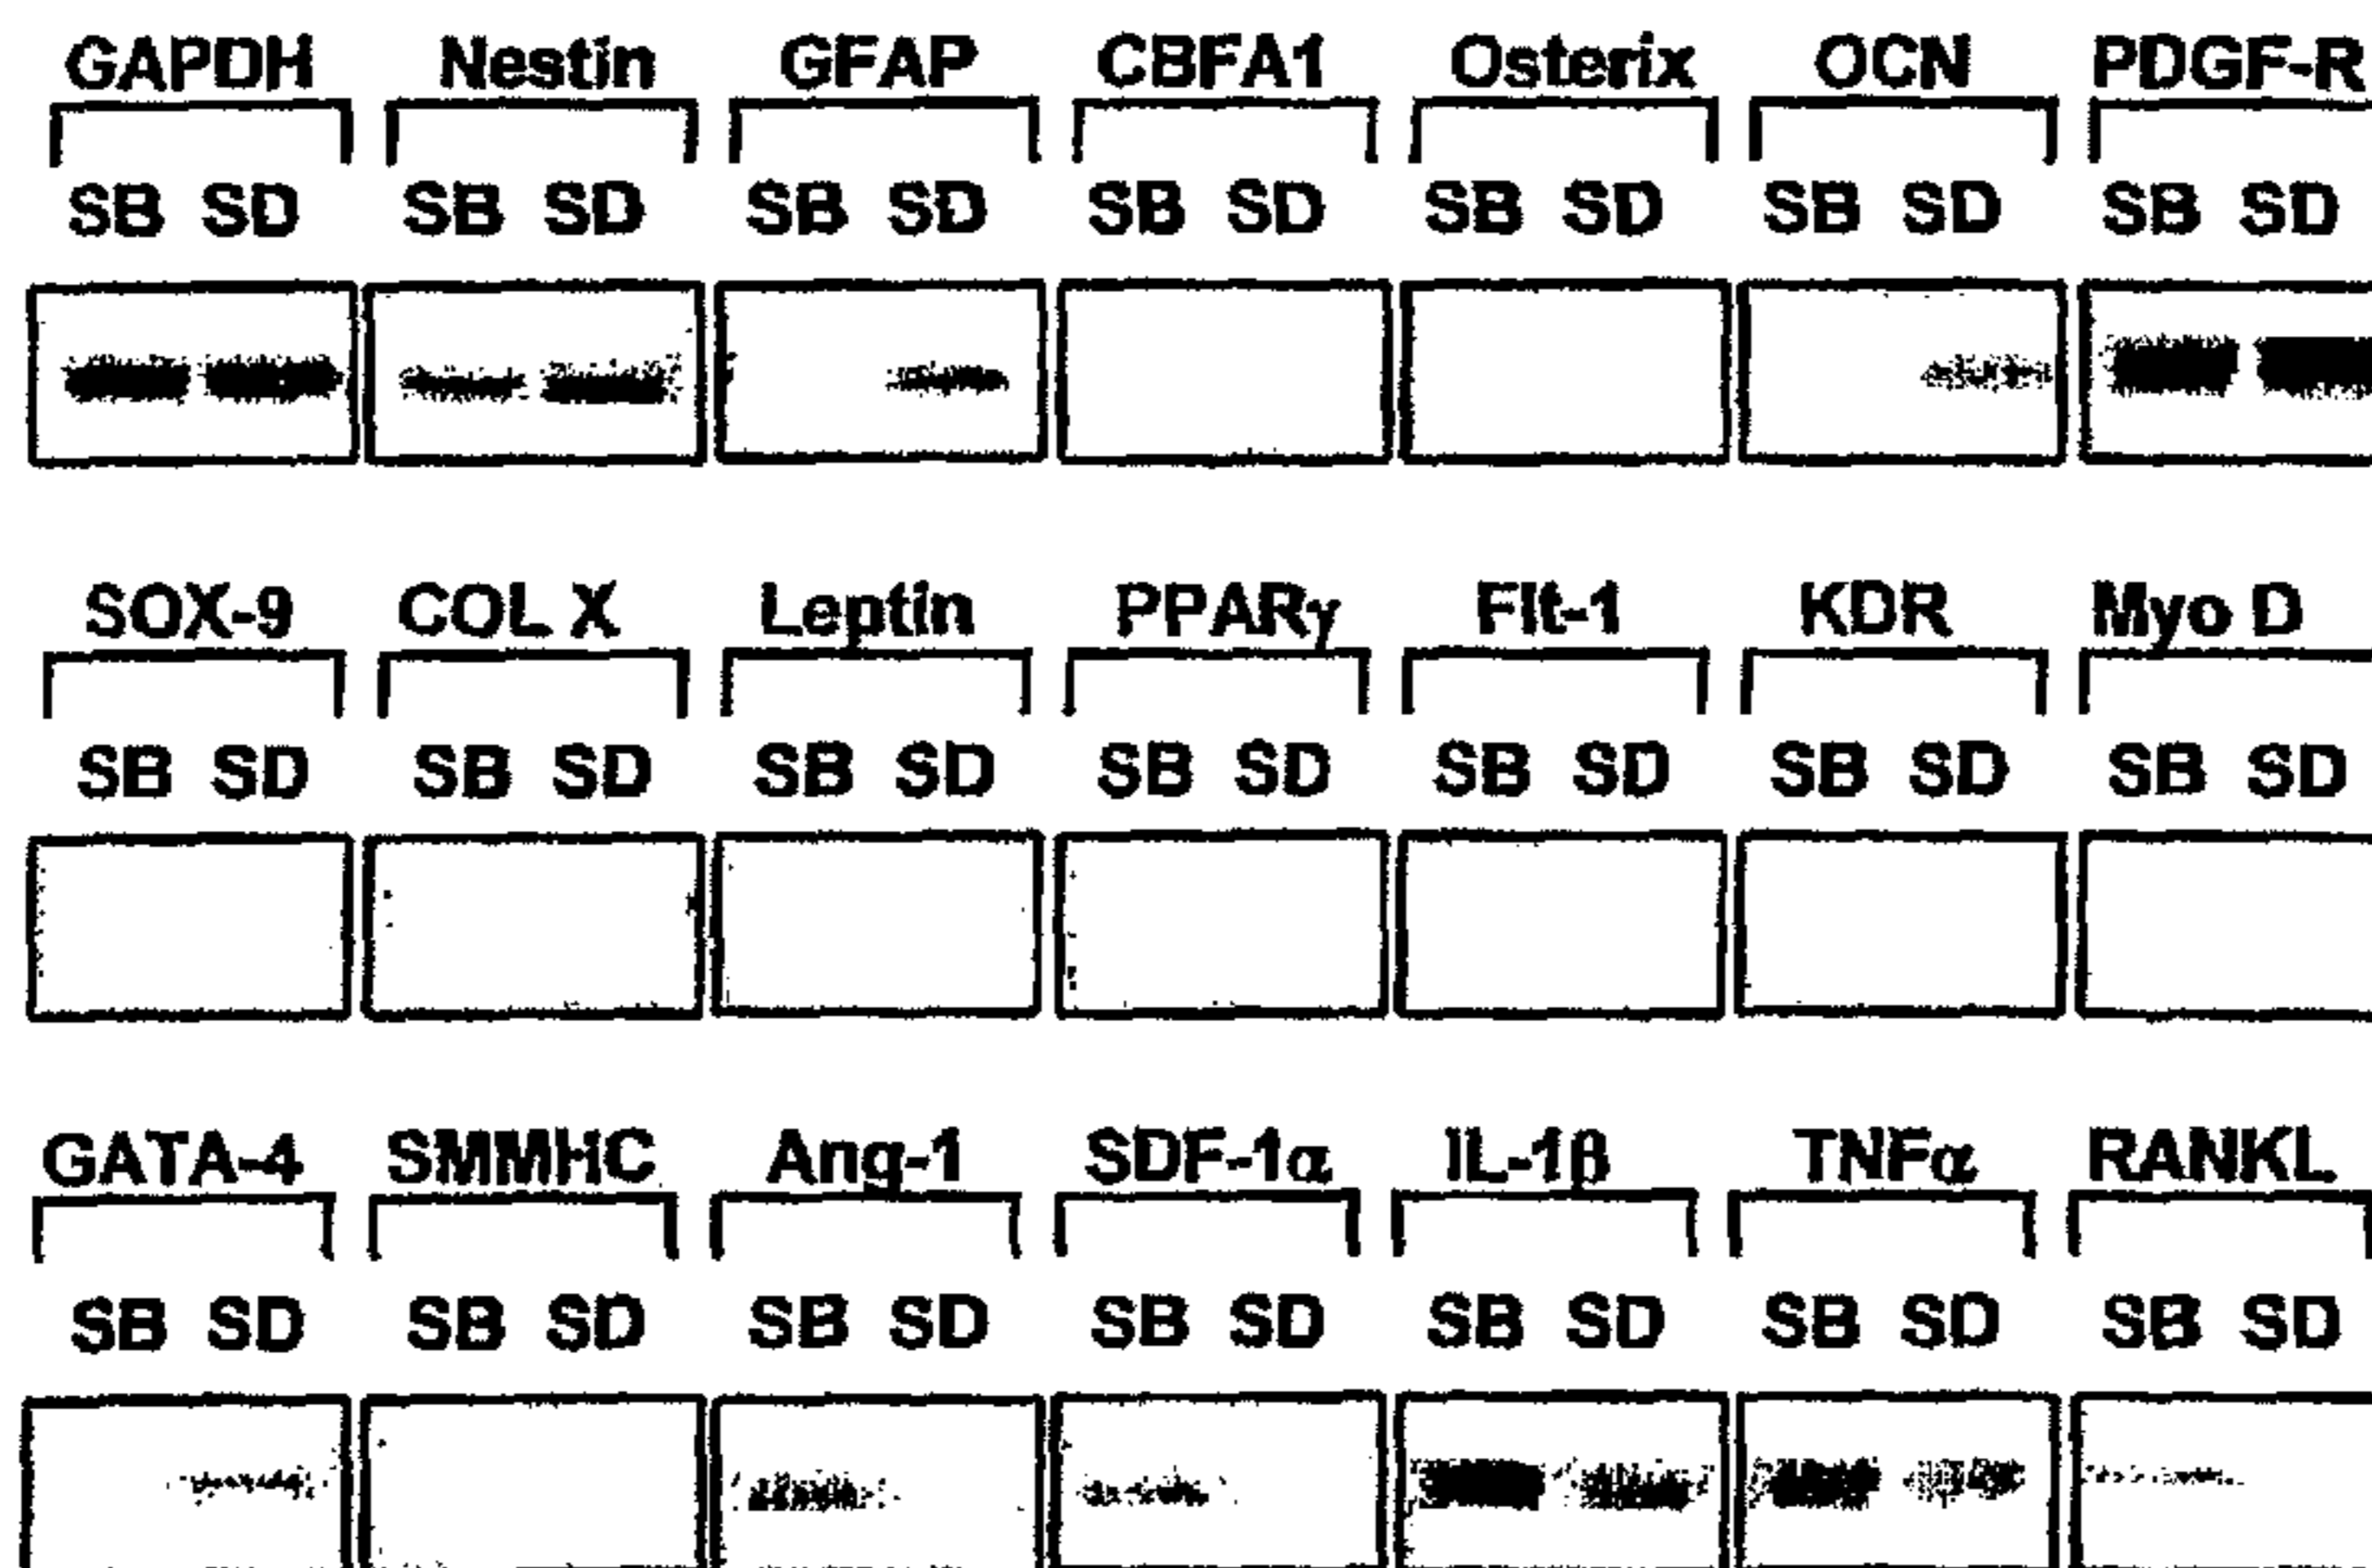 GAPDH Nestin GFAP CBFA1 Osterix OCN PDGF-R
SB SD SB SD SB SD SB SD SB SD SB SD SB SD
SOX-9 COL X Leptin PPARγ Flt-1 KDR Myo D
SB SD SB SD SB SD SB SD SB SD SB SD SB SD
GATA-4 SMMHC Ang-1 SDF-1α IL-1β TNFα RANKL
SB SD SB SD SB SD SB SD SB SD SB SD SB SD